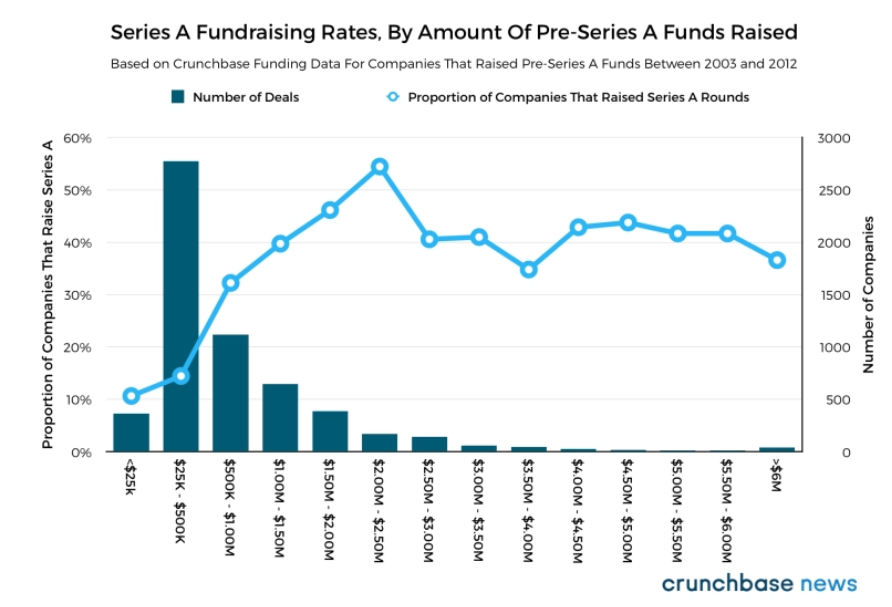 Series A Fundraising Rates, By Amount Of Pre-Series A Funds Raised
Based on Crunchbase Funding Data For Companies That Raised Pre-Series A Funds Between 2003 and 2012
Number of Deals
Proportion of Companies That Raised Series A Rounds
Proportion of Companies That Raise Series A
60%
50%
40%
30%
20%
10%
0%
3000
2500
2000
1500
1000
500
0
Number of Companies
<$25k
$25K - $500K
$500K - $1.00M
$1.00M - $1.50M
$1.50M - $2.00M
$2.00M - $2.50M
$2.50M - $3.00M
$3.00M - $3.50M
$3.50M - $4.00M
$4.00M - $4.50M
$4.50M - $5.00M
$5.00M - $5.50M
$5.50M - $6.00M
>$6M
crunchbase news